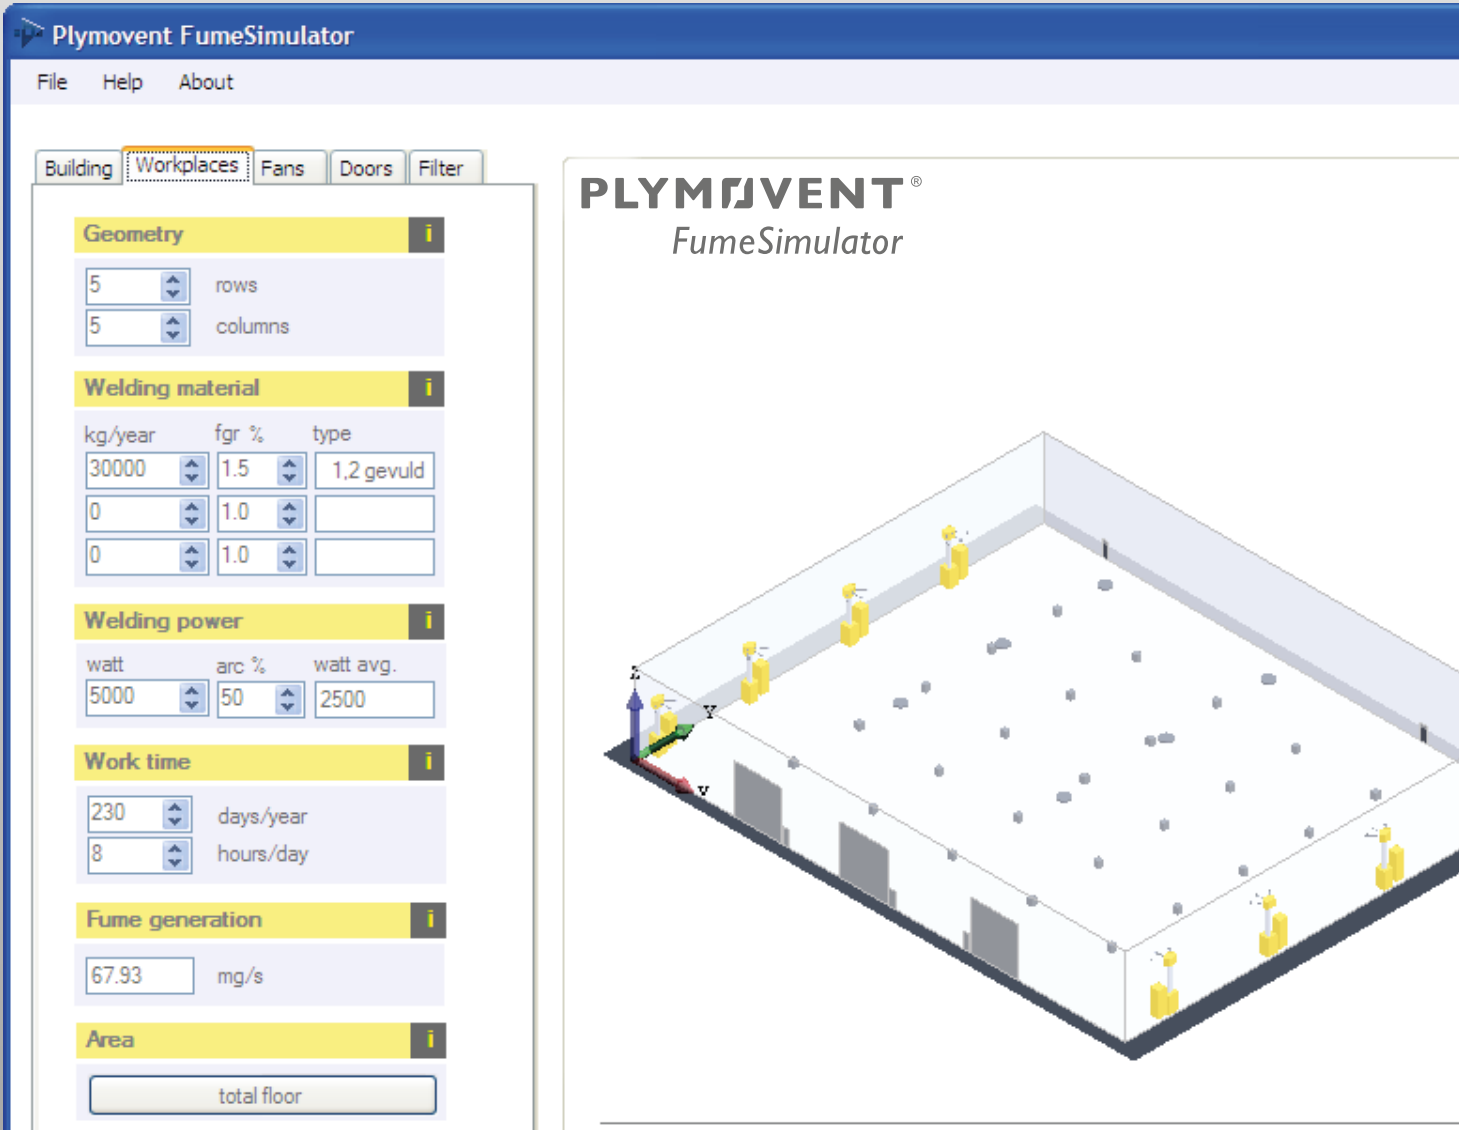 Plymovent FumeSimulator
File Help About
Building Workplaces Fans Doors Filter
Geometry i
5 rows
5 columns
Welding material i
kg/year fgr % type
30000 1.5 1,2 gevuld
0 1.0
0 1.0
Welding power i
watt arc % watt avg.
5000 50 2500
Work time i
230 days/year
8 hours/day
Fume generation i
67.93 mg/s
Area i
total floor
PLYMOVENT®
FumeSimulator
Z
Y